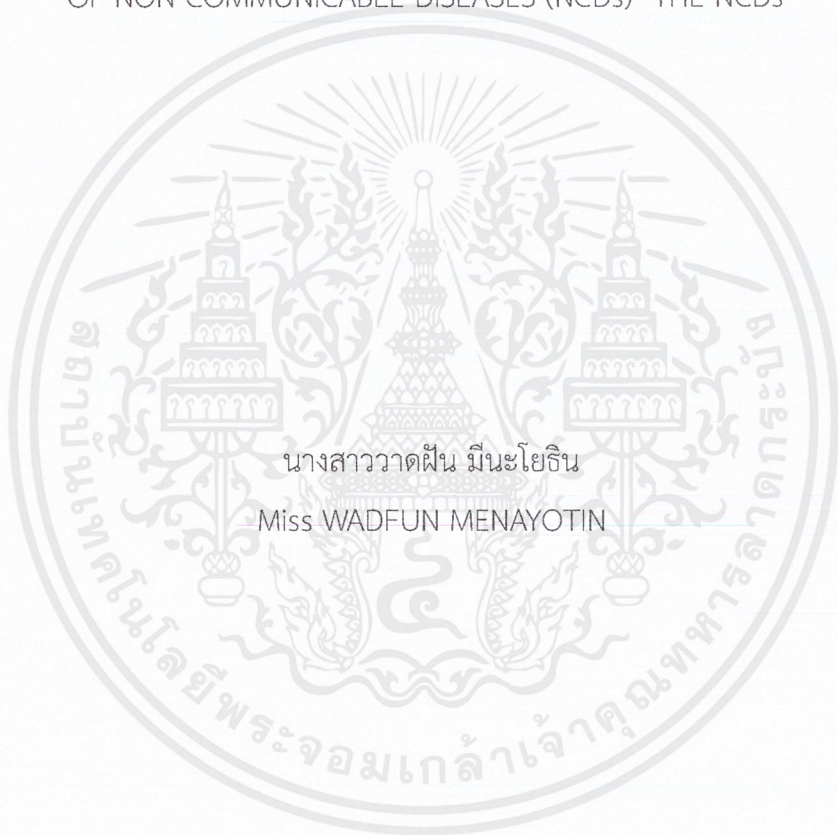 OF NON COMMUNICABLE DISEASES (NCDs) THE NCDs
นางสาววาดฝัน มีนะโยธิน
Miss WADFUN MENAYOTIN
สถาบันเทคโนโลยีพระจอมเกล้าเจ้าคุณทหารลาดกระบัง